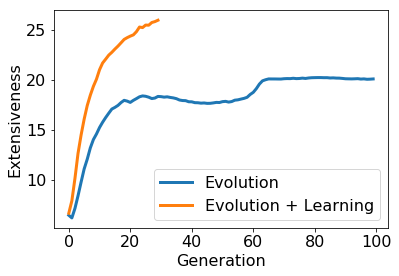 25
20
15
10
Extensiveness
Evolution
Evolution + Learning
0 20 40 60 80 100
Generation